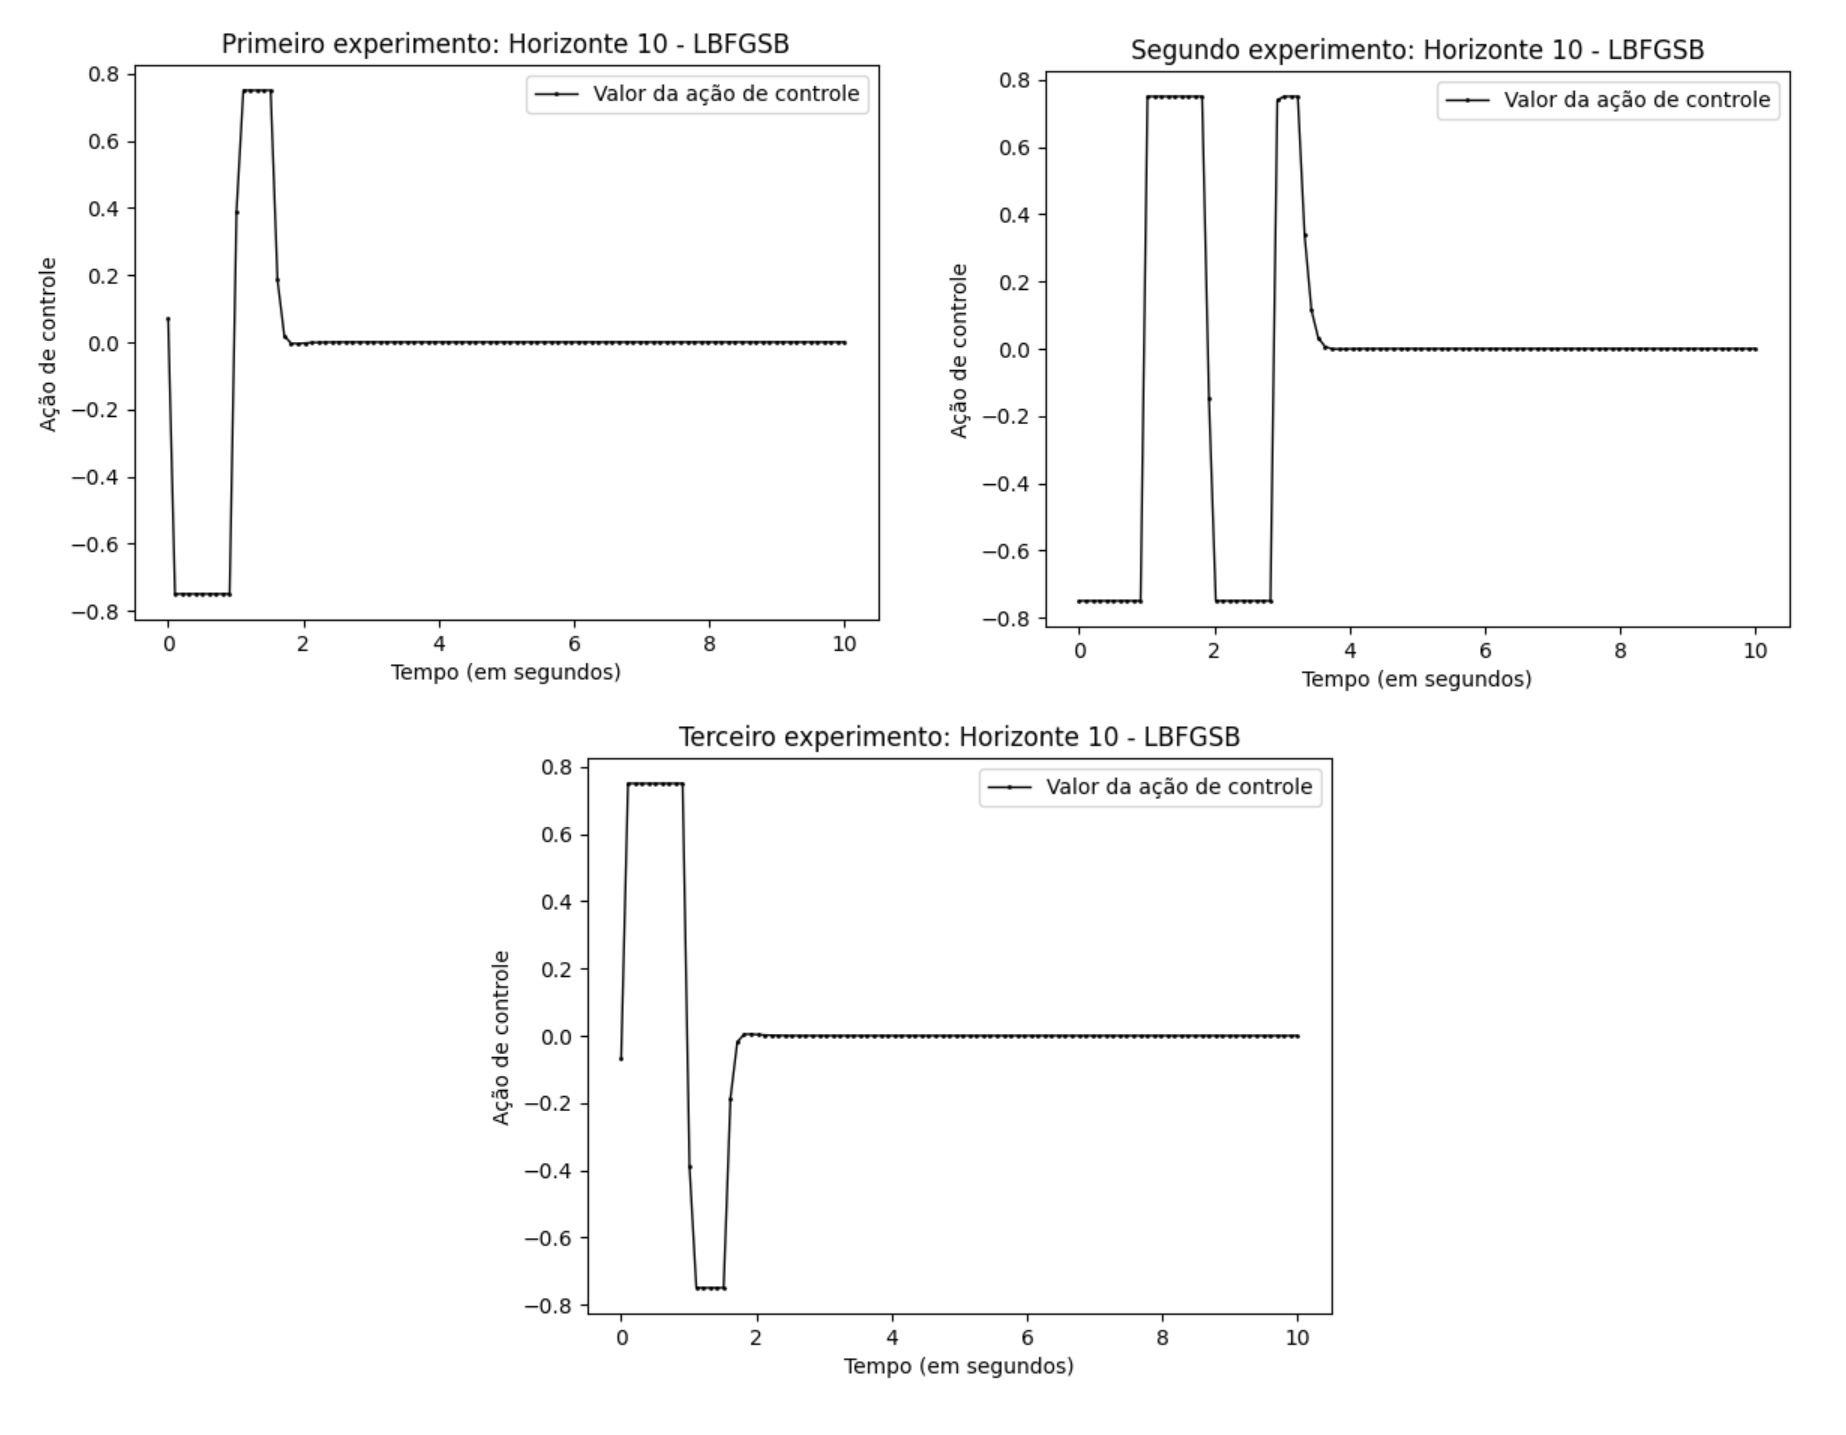 Primeiro experimento: Horizonte 10 - LBFGSB
Valor da ação de controle
0.8
0.6
0.4
0.2
0.0
−0.2
−0.4
−0.6
−0.8
Ação de controle
0 2 4 6 8 10
Tempo (em segundos)
Segundo experimento: Horizonte 10 - LBFGSB
Valor da ação de controle
0.8
0.6
0.4
0.2
0.0
−0.2
−0.4
−0.6
−0.8
Ação de controle
0 2 4 6 8 10
Tempo (em segundos)
Terceiro experimento: Horizonte 10 - LBFGSB
Valor da ação de controle
0.8
0.6
0.4
0.2
0.0
−0.2
−0.4
−0.6
−0.8
Ação de controle
0 2 4 6 8 10
Tempo (em segundos)